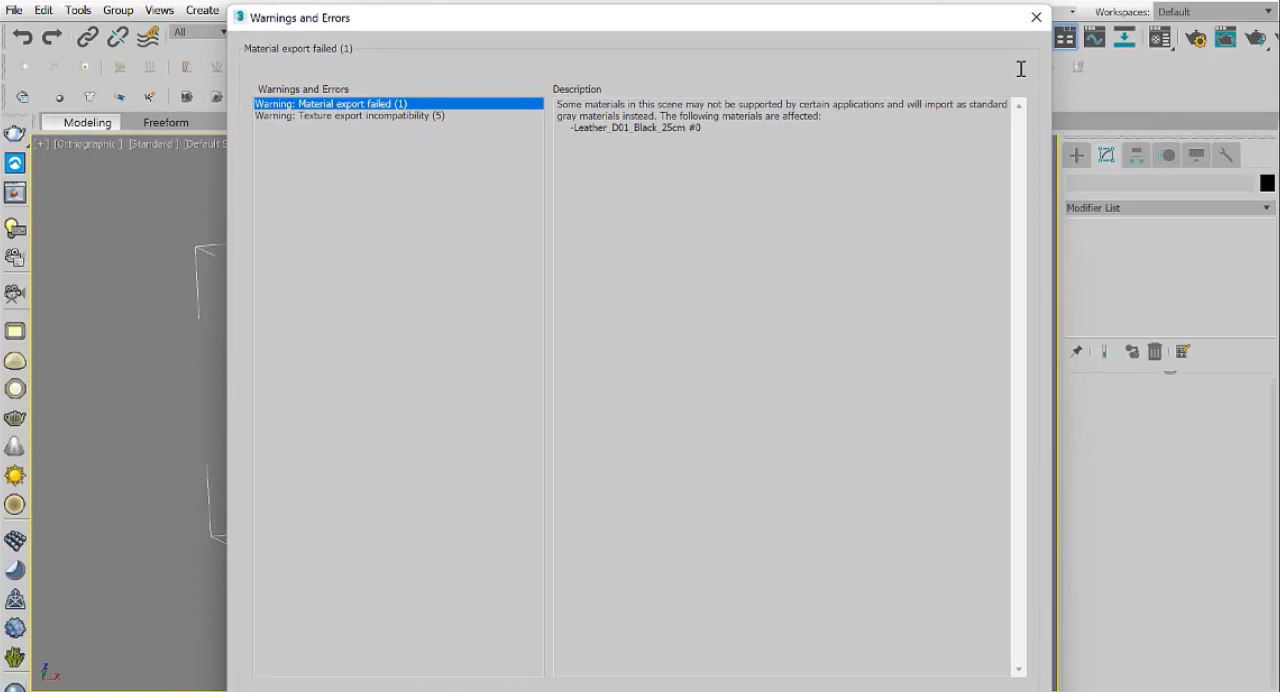 File Edit Tools Group Views Create
Warnings and Errors
Workspaces: Default
All
Material export failed (1)
Warnings and Errors
Description
Warning: Material export failed (1)
Warning: Texture export incompatibility (5)
Some materials in this scene may not be supported by certain applications and will import as standard
gray materials instead. The following materials are affected:
-Leather_D01_Black_25cm #0
Modeling Freeform
[+] [Orthographic ] [Standard ] [Default S
Modifier List
z
x